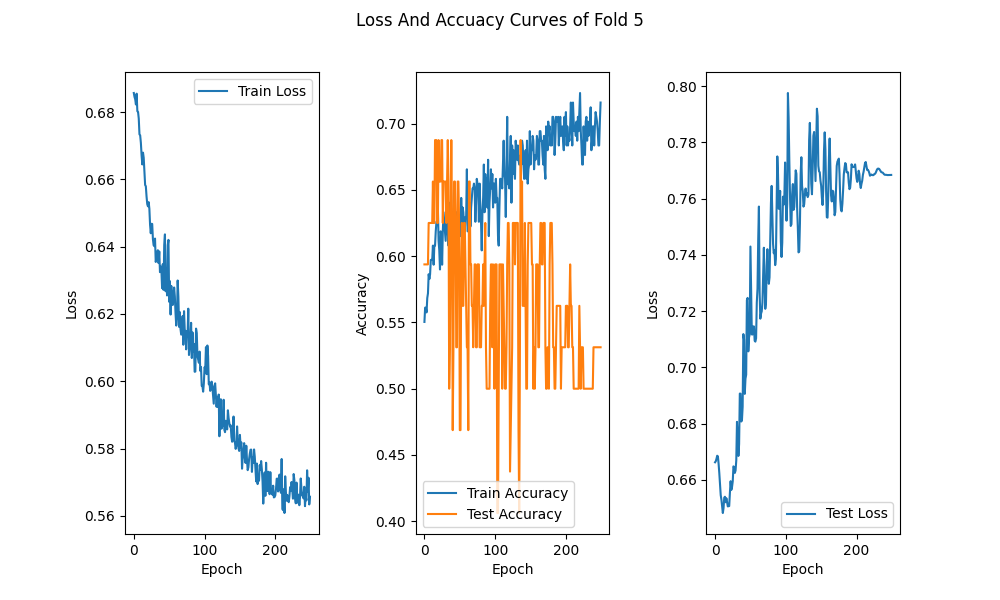 Loss And Accuacy Curves of Fold 5
Train Loss
0.68
0.66
0.64
0.62
0.60
0.58
0.56
Loss
0
100
200
Epoch
0.70
0.65
0.60
0.55
0.50
0.45
0.40
Accuracy
Train Accuracy
Test Accuracy
0
100
200
Epoch
0.80
0.78
0.76
0.74
0.72
0.70
0.68
0.66
Loss
Test Loss
0
100
200
Epoch